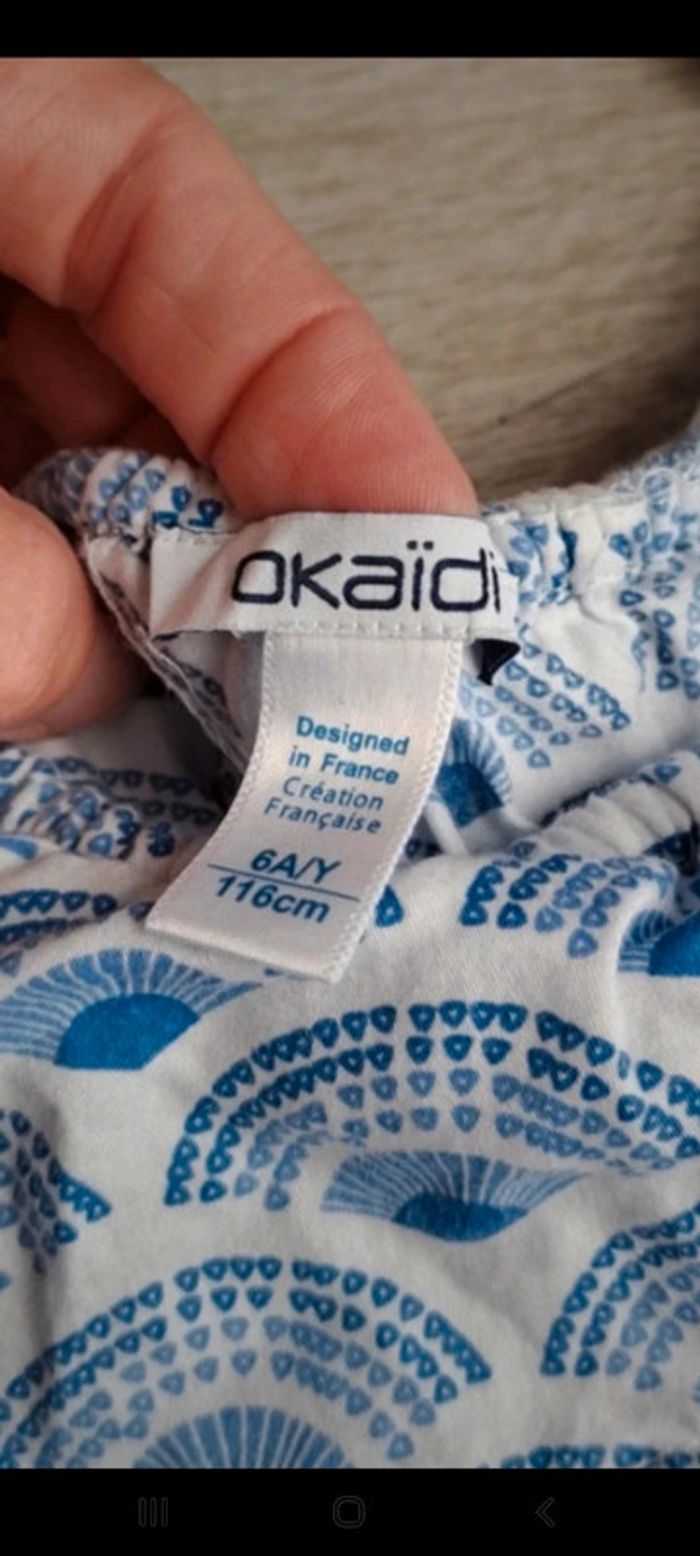 okaïdi
Designed
in France
Création
Française
6A/Y
116cm